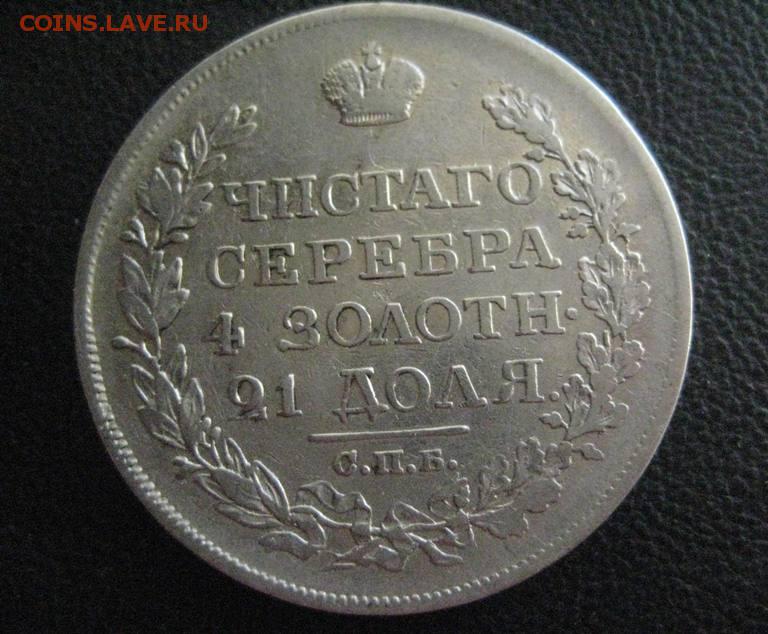 COINS.LAVE.RU
ЧИСТАГО
СЕРЕБРА
4 ЗОЛОТН.
21 ДОЛЯ.
С.П.Б.